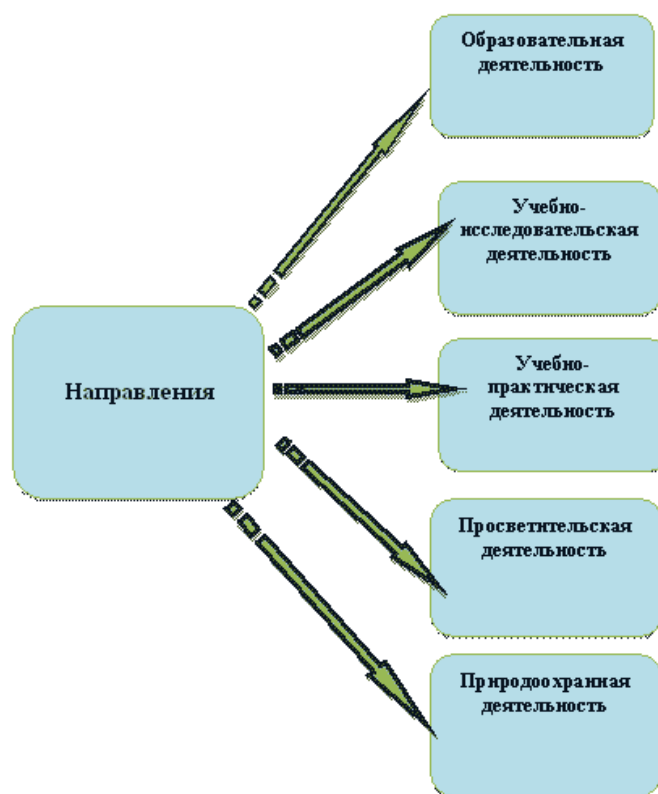 Образовательная
деятельность
Учебно-
исследовательская
деятельность
Направления
Учебно-
практическая
деятельность
Просветительская
деятельность
Природоохранная
деятельность